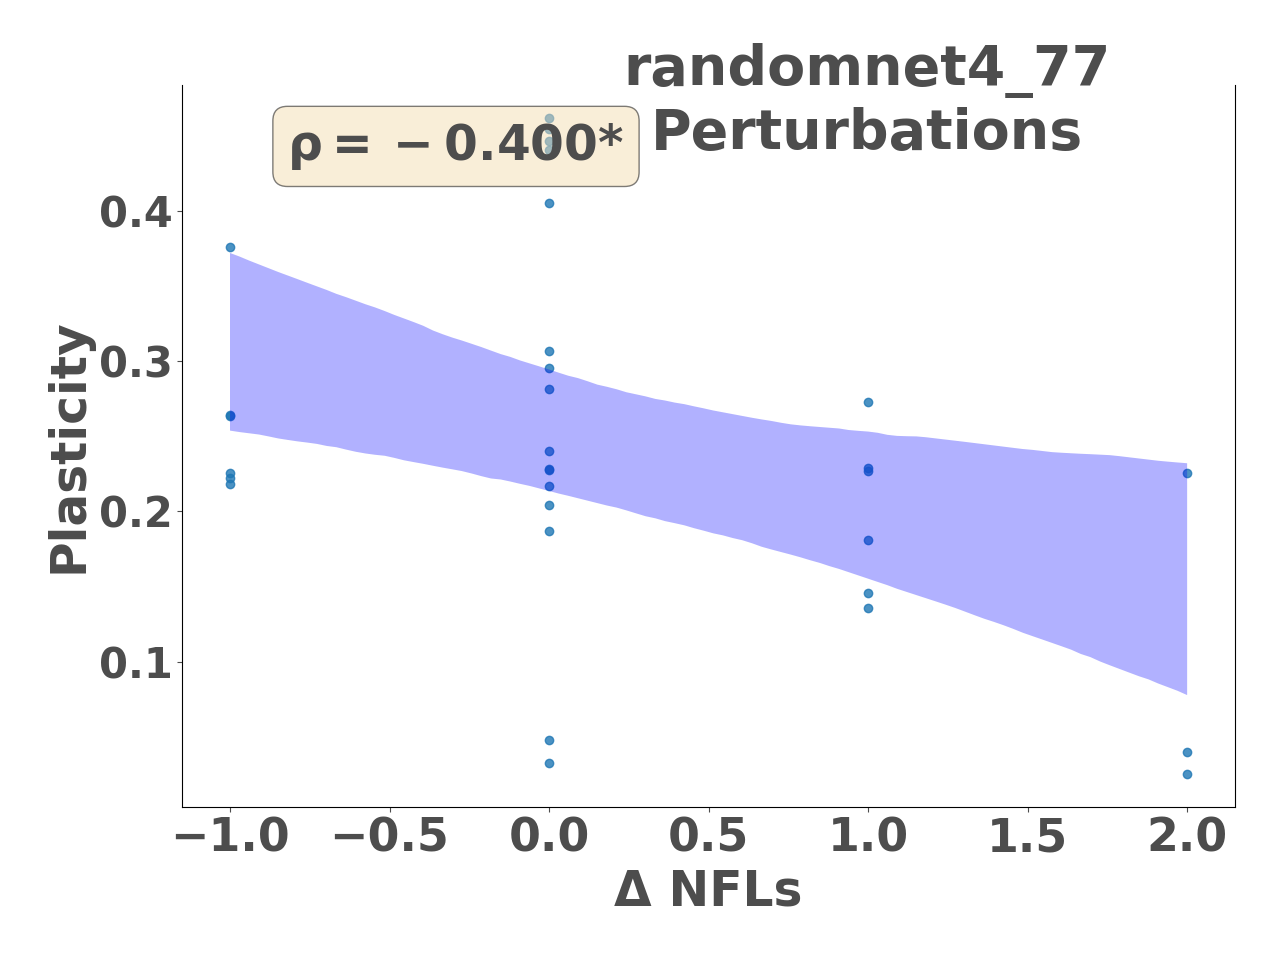 randomnet4_77
Perturbations
ρ = − 0.400*
0.4
0.3
0.2
0.1
Plasticity
−1.0 −0.5 0.0 0.5 1.0 1.5 2.0
Δ NFLs